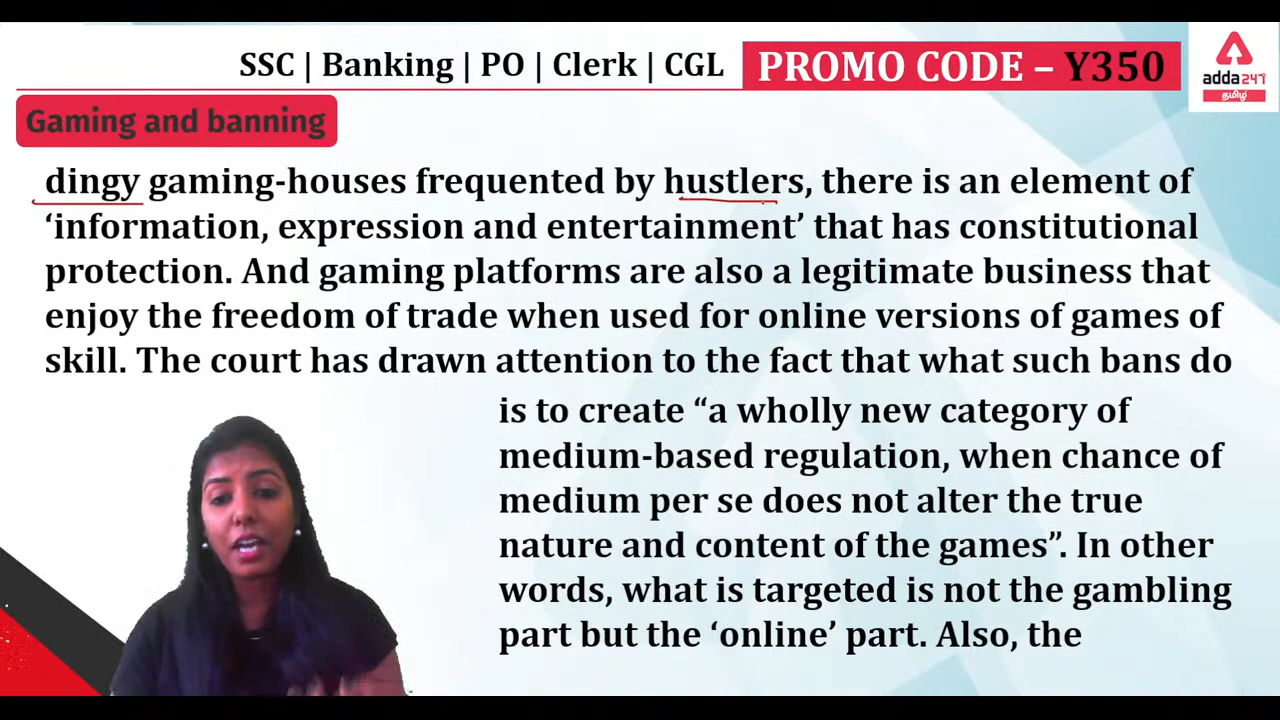 SSC | Banking | PO | Clerk | CGL PROMO CODE – Y350
adda247
தமிழ்
Gaming and banning
dingy gaming-houses frequented by hustlers, there is an element of
‘information, expression and entertainment’ that has constitutional
protection. And gaming platforms are also a legitimate business that
enjoy the freedom of trade when used for online versions of games of
skill. The court has drawn attention to the fact that what such bans do
is to create “a wholly new category of
medium-based regulation, when chance of
medium per se does not alter the true
nature and content of the games”. In other
words, what is targeted is not the gambling
part but the ‘online’ part. Also, the